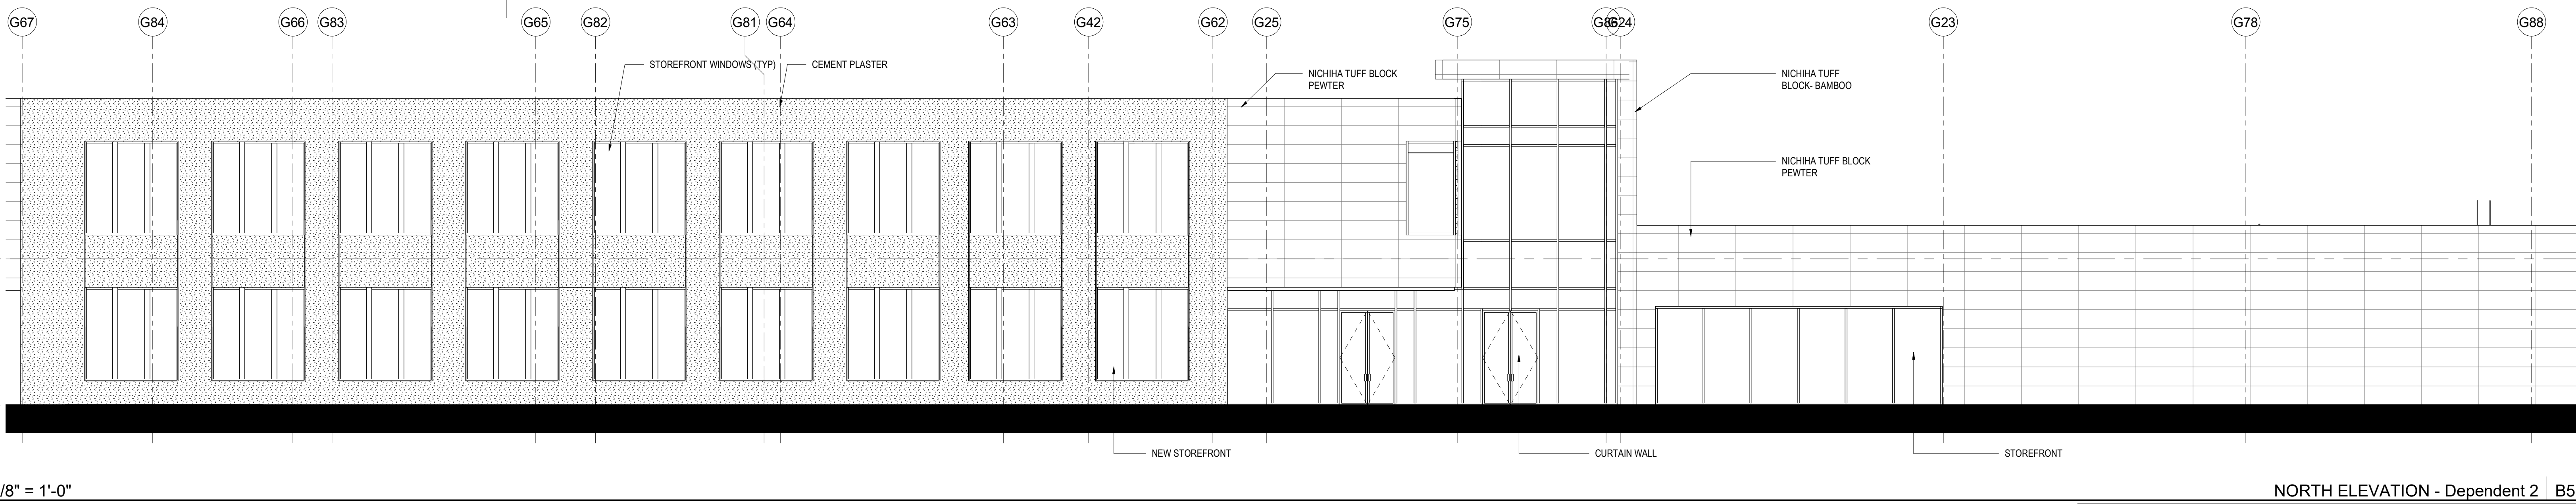 G67
G84
G66
G83
G65
G82
G81
G64
G63
G42
G62
G25
G75
G24
G23
G78
G88
STOREFRONT WINDOWS (TYP)
CEMENT PLASTER
NICHIHA TUFF BLOCK
PEWTER
NICHIHA TUFF
BLOCK- BAMBOO
NICHIHA TUFF BLOCK
PEWTER
NEW STOREFRONT
CURTAIN WALL
STOREFRONT
/8" = 1'-0"
NORTH ELEVATION - Dependent 2
B5